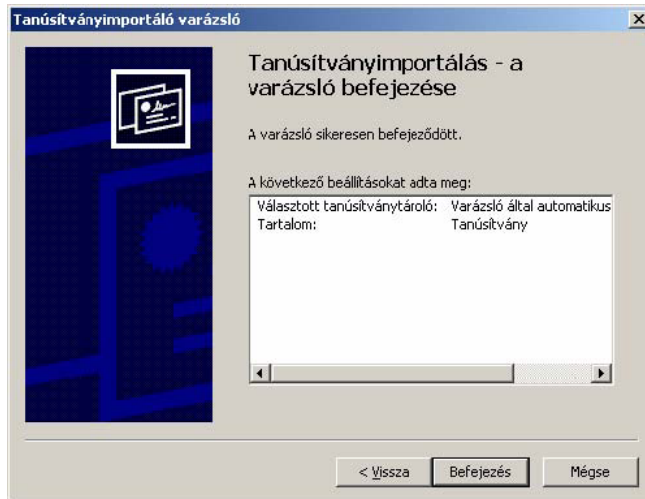 Tanúsítványimportáló varázsló
Tanúsítványimportálás - a
varázsló befejezése
A varázsló sikeresen befejeződött.
A következő beállításokat adta meg:
Választott tanúsítványtároló: Varázsló által automatikus
Tartalom: Tanúsítvány
< Vissza
Befejezés
Mégse